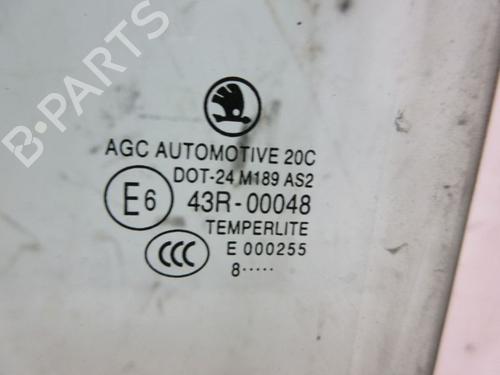 B-PARTS
AGC AUTOMOTIVE 20C
DOT-24 M189 AS2
E6 43R-00048
TEMPERLITE
CCC E 000255
8.....